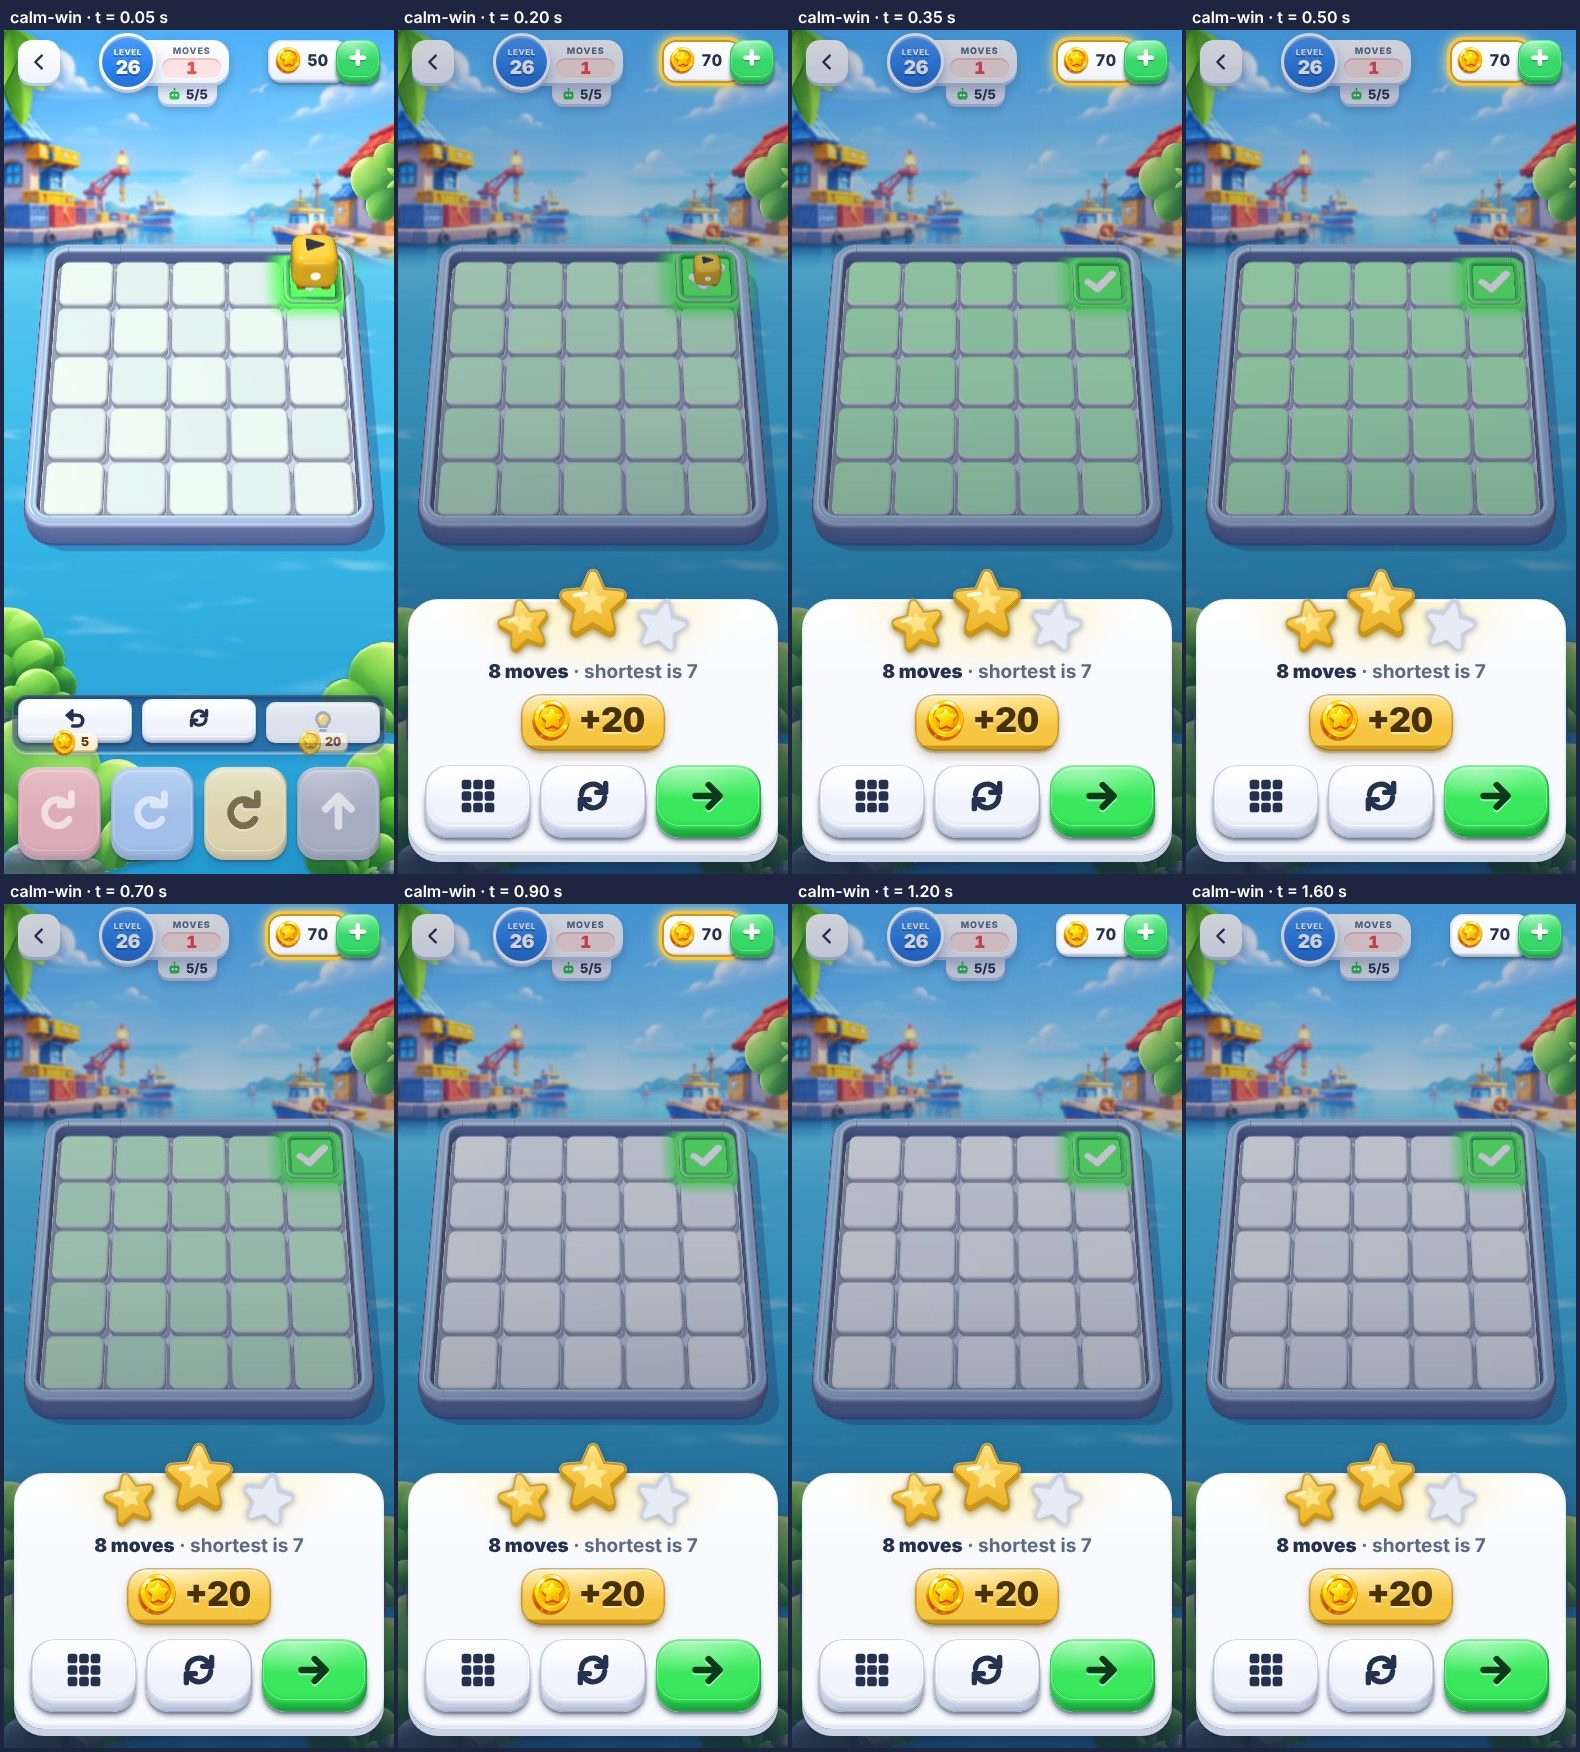 calm-win · t = 0.05 s
LEVEL
26
MOVES
1
5/5
50
5
20
calm-win · t = 0.20 s
LEVEL
26
MOVES
1
5/5
70
8 moves · shortest is 7
+20
calm-win · t = 0.35 s
LEVEL
26
MOVES
1
5/5
70
8 moves · shortest is 7
+20
calm-win · t = 0.50 s
LEVEL
26
MOVES
1
5/5
70
8 moves · shortest is 7
+20
calm-win · t = 0.70 s
LEVEL
26
MOVES
1
5/5
70
8 moves · shortest is 7
+20
calm-win · t = 0.90 s
LEVEL
26
MOVES
1
5/5
70
8 moves · shortest is 7
+20
calm-win · t = 1.20 s
LEVEL
26
MOVES
1
5/5
70
8 moves · shortest is 7
+20
calm-win · t = 1.60 s
LEVEL
26
MOVES
1
5/5
70
8 moves · shortest is 7
+20